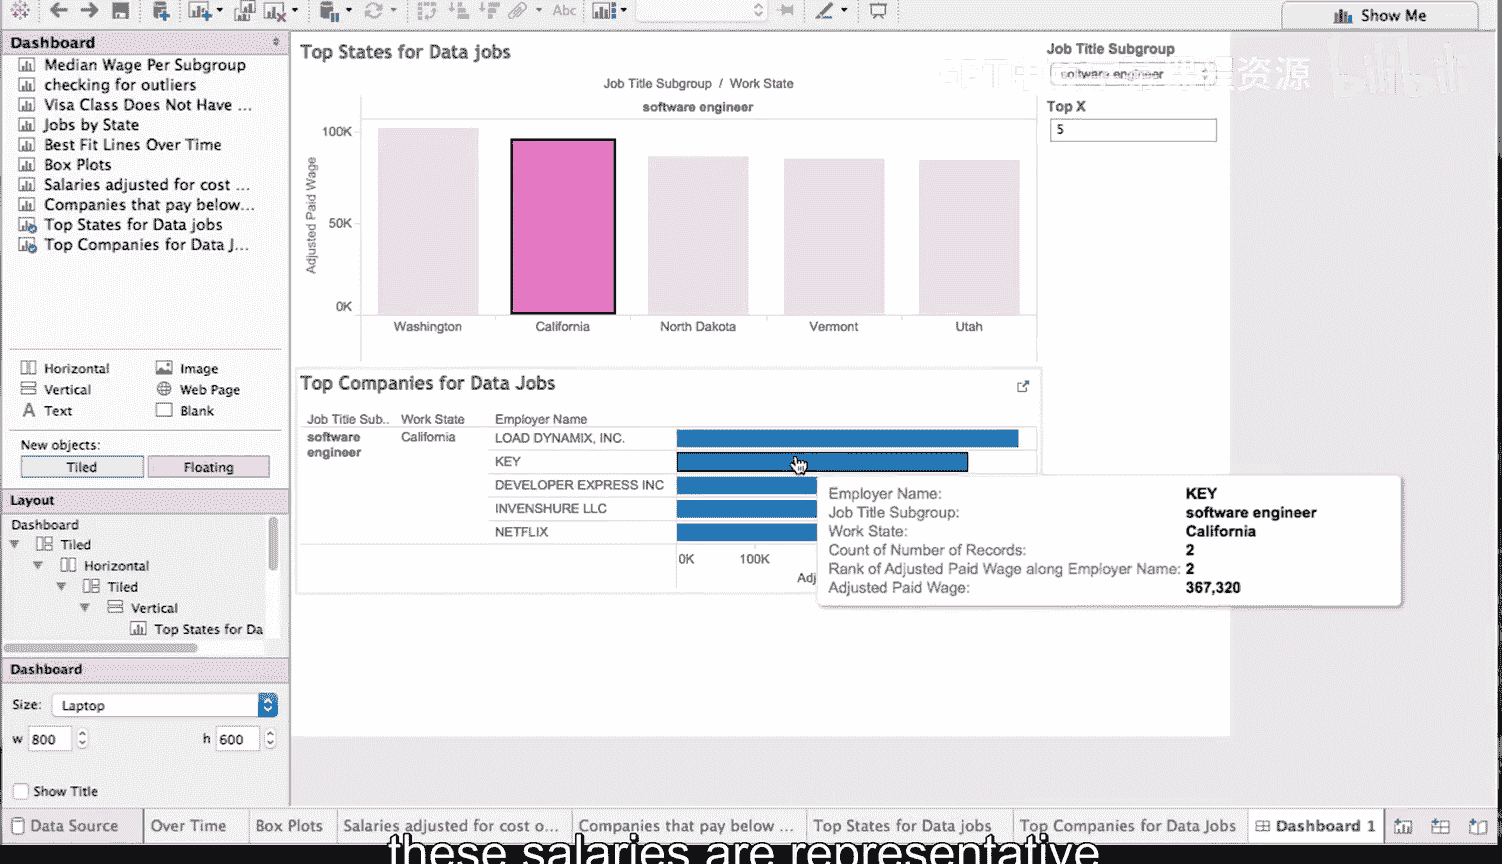 Abc
Show Me
Dashboard
Median Wage Per Subgroup
checking for outliers
Visa Class Does Not Have ...
Jobs by State
Best Fit Lines Over Time
Box Plots
Salaries adjusted for cost ...
Companies that pay below...
Top States for Data jobs
Top Companies for Data J...
Horizontal
Image
Vertical
Web Page
Text
Blank
New objects:
Tiled
Floating
Layout
Dashboard
Tiled
Horizontal
Tiled
Vertical
Top States for Da
Dashboard
Size:
Laptop
w 800
h 600
Show Title
Top States for Data jobs
Job Title Subgroup / Work State
software engineer
Adjusted Paid Wage
100K
50K
0K
Washington
California
North Dakota
Vermont
Utah
Job Title Subgroup
software engineer
资源
bilibili
Top X
5
Top Companies for Data Jobs
Job Title Sub..
Work State
Employer Name
software
engineer
California
LOAD DYNAMIX, INC.
KEY
DEVELOPER EXPRESS INC
INVENSHURE LLC
NETFLIX
0K
100K
Adj
Employer Name: KEY
Job Title Subgroup: software engineer
Work State: California
Count of Number of Records: 2
Rank of Adjusted Paid Wage along Employer Name: 2
Adjusted Paid Wage: 367,320
Data Source
Over Time
Box Plots
Salaries adjusted for cost o...
Companies that pay below ...
Top States for Data jobs
Top Companies for Data Jobs
Dashboard 1
these salaries are representative